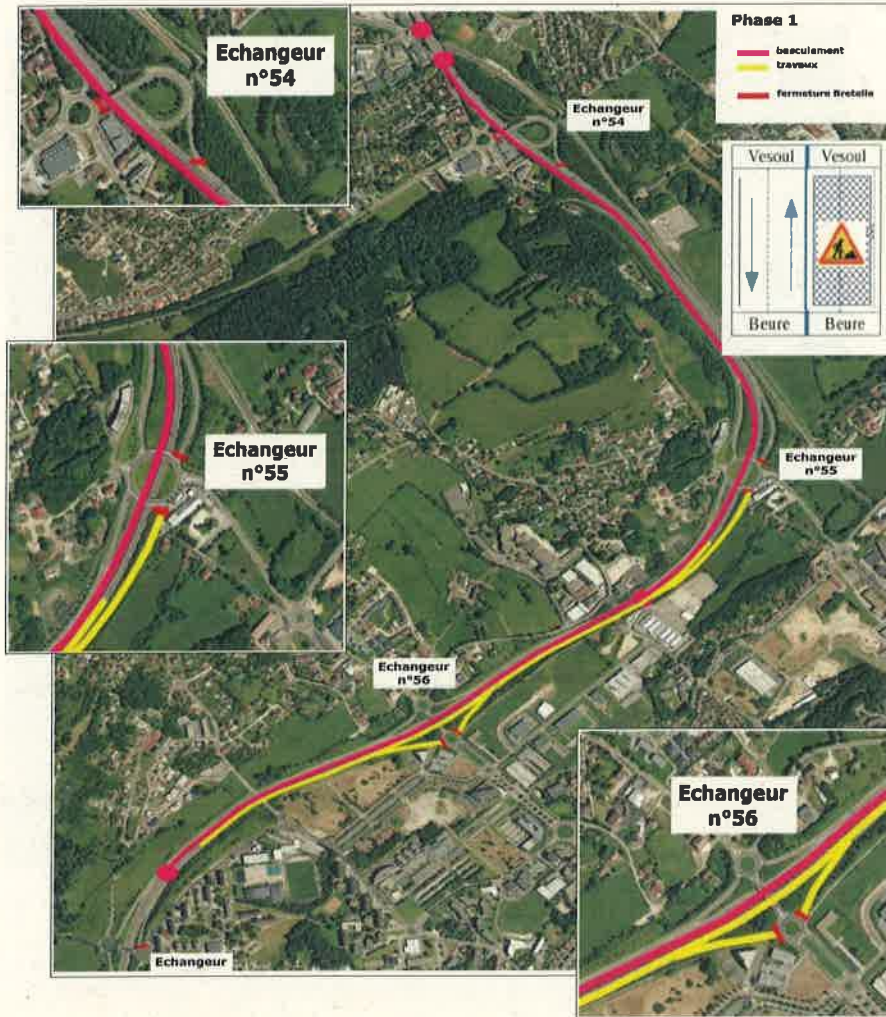 Phase 1
basculement
travaux
fermeture Bretelle
Echangeur
n°54
Echangeur
n°54
Vesoul
Vesoul
Beure
Beure
Echangeur
n°55
Echangeur
n°55
Echangeur
n°56
Echangeur
n°56
Echangeur